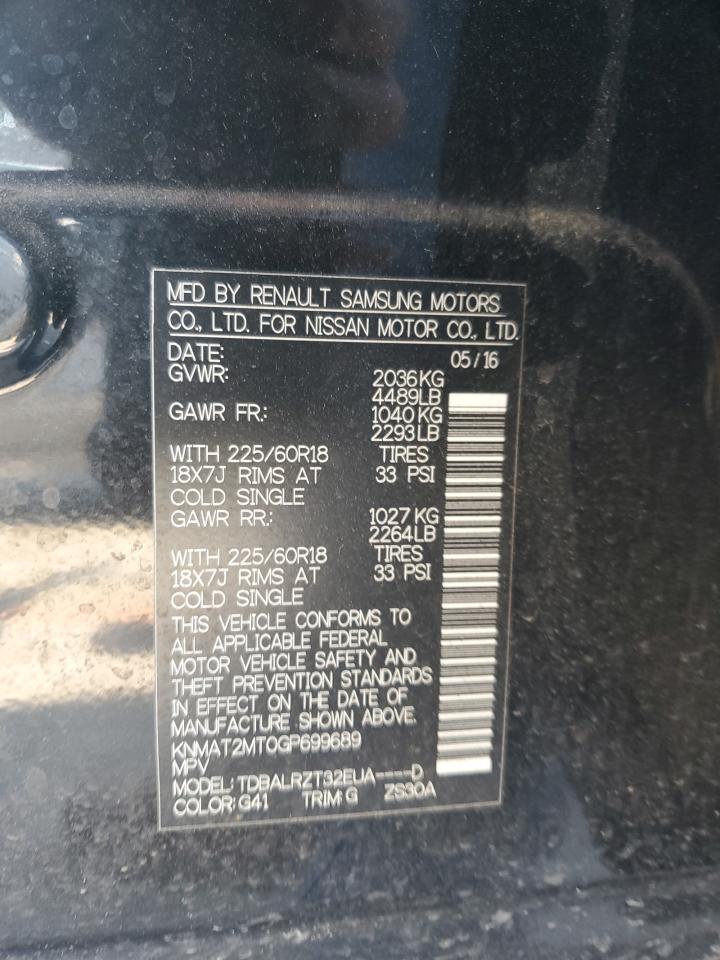 MFD BY RENAULT SAMSUNG MOTORS
CO., LTD. FOR NISSAN MOTOR CO., LTD.
DATE: 05/16
GVWR: 2036KG
4489LB
GAWR FR.: 1040KG
2293LB
WITH 225/60R18 TIRES
18X7J RIMS AT 33 PSI
COLD SINGLE
GAWR RR.: 1027KG
2264LB
WITH 225/60R18 TIRES
18X7J RIMS AT 33 PSI
COLD SINGLE
THIS VEHICLE CONFORMS TO
ALL APPLICABLE FEDERAL
MOTOR VEHICLE SAFETY AND
THEFT PREVENTION STANDARDS
IN EFFECT ON THE DATE OF
MANUFACTURE SHOWN ABOVE.
KNMAT2MT0GP699689
MPV
MODEL: TDBALRZT32EUA----D
COLOR: G41 TRIM: G ZS30A